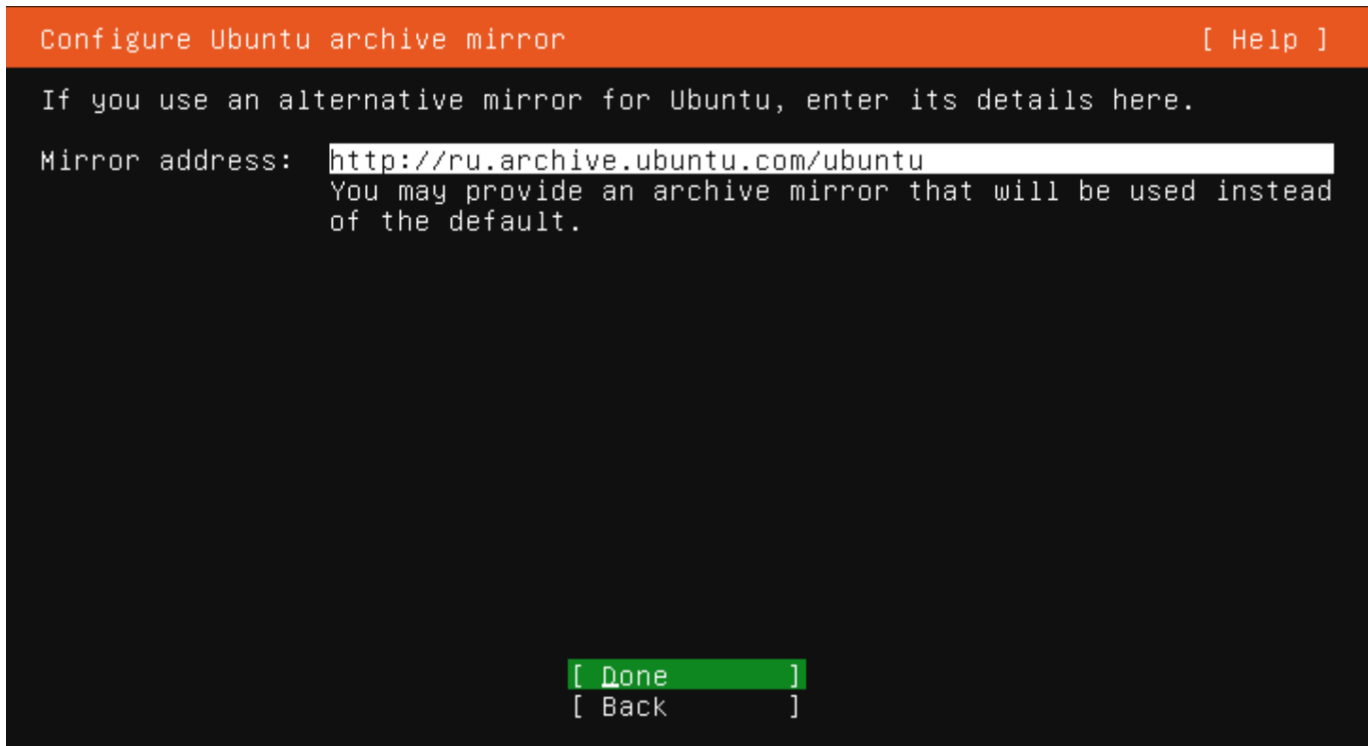 Configure Ubuntu archive mirror [ Help ]
If you use an alternative mirror for Ubuntu, enter its details here.
Mirror address: http://ru.archive.ubuntu.com/ubuntu
You may provide an archive mirror that will be used instead
of the default.
[ Done ]
[ Back ]